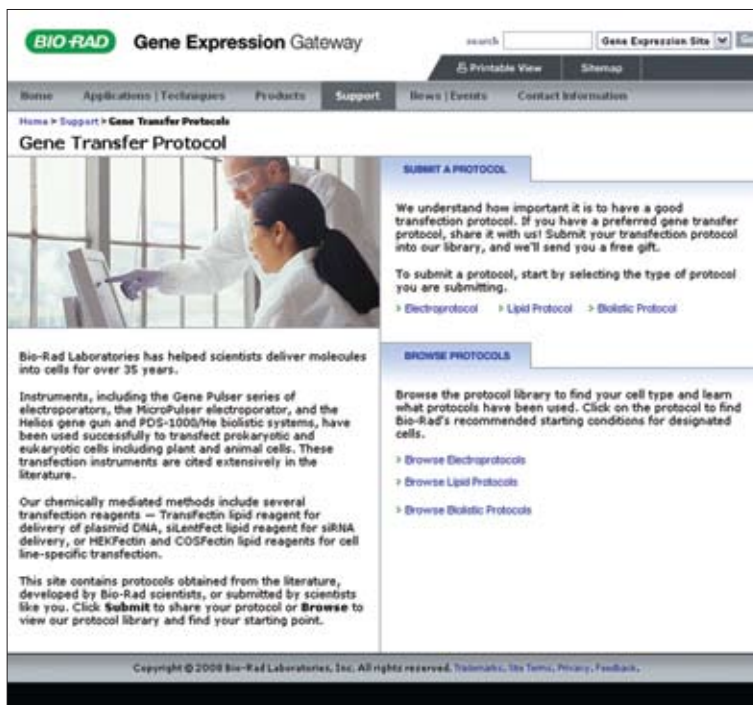 BIO-RAD Gene Expression Gateway
search
Gene Expression Site
Printable View Sitemap
Home Applications | Techniques Products Support News | Events Contact Information
Home > Support > Gene Transfer Protocols
Gene Transfer Protocol
Bio-Rad Laboratories has helped scientists deliver molecules
into cells for over 35 years.
Instruments, including the Gene Pulser series of
electroporators, the MicroPulser electroporator, and the
Helios gene gun and PDS-1000/He biolistic systems, have
been used successfully to transfect prokaryotic and
eukaryotic cells including plant and animal cells. These
transfection instruments are cited extensively in the
literature.
Our chemically mediated methods include several
transfection reagents — TransFectin lipid reagent for
delivery of plasmid DNA, siLentFect lipid reagent for siRNA
delivery, or HEKFectin and COSFectin lipid reagents for cell
line-specific transfection.
This site contains protocols obtained from the literature,
developed by Bio-Rad scientists, or submitted by scientists
like you. Click Submit to share your protocol or Browse to
view our protocol library and find your starting point.
SUBMIT A PROTOCOL
We understand how important it is to have a good
transfection protocol. If you have a preferred gene transfer
protocol, share it with us! Submit your transfection protocol
into our library, and we'll send you a free gift.
To submit a protocol, start by selecting the type of protocol
you are submitting.
> Electroprotocol > Lipid Protocol > Biolistic Protocol
BROWSE PROTOCOLS
Browse the protocol library to find your cell type and learn
what protocols have been used. Click on the protocol to find
Bio-Rad's recommended starting conditions for designated
cells.
> Browse Electroprotocols
> Browse Lipid Protocols
> Browse Biolistic Protocols
Copyright © 2008 Bio-Rad Laboratories, Inc. All rights reserved. Trademarks, Site Terms, Privacy, Feedback.